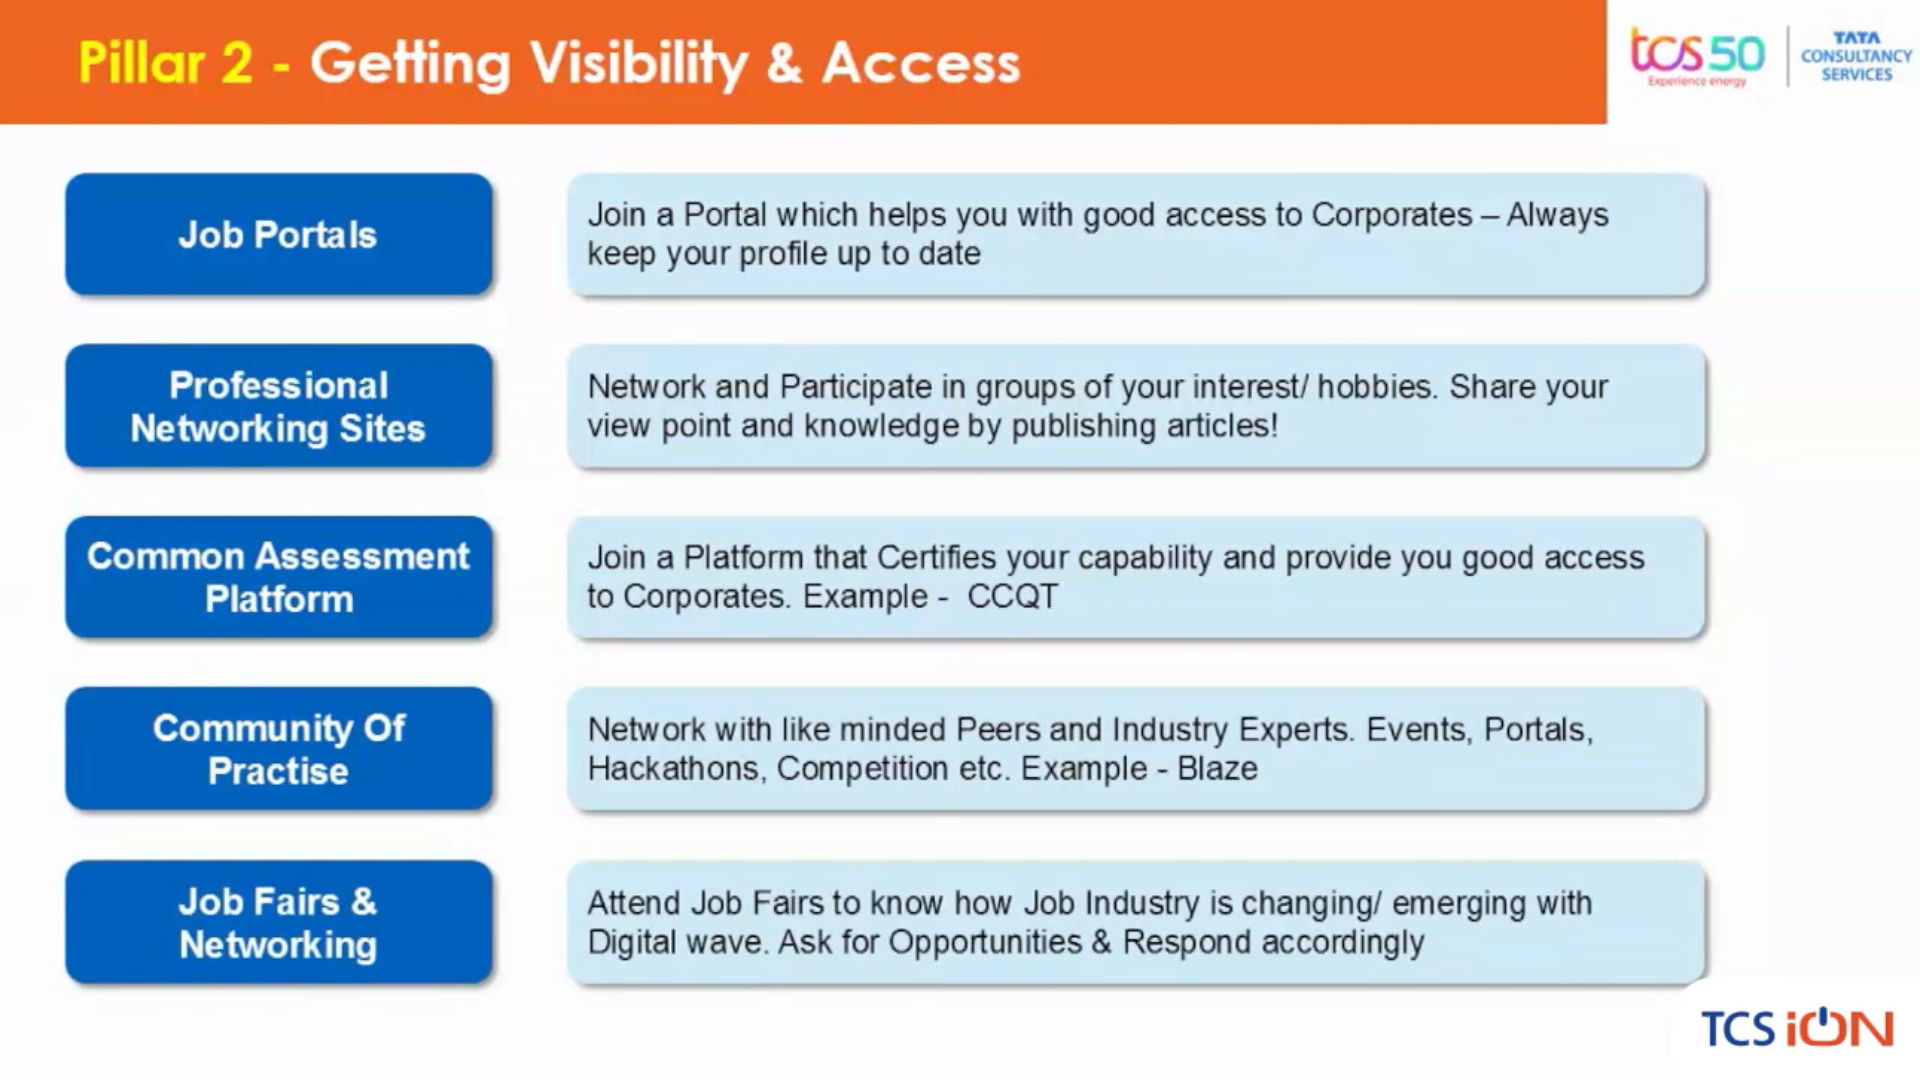 Pillar 2 - Getting Visibility & Access
tcs50
Experience energy
TATA
CONSULTANCY
SERVICES
Job Portals
Join a Portal which helps you with good access to Corporates – Always
keep your profile up to date
Professional
Networking Sites
Network and Participate in groups of your interest/ hobbies. Share your
view point and knowledge by publishing articles!
Common Assessment
Platform
Join a Platform that Certifies your capability and provide you good access
to Corporates. Example - CCQT
Community Of
Practise
Network with like minded Peers and Industry Experts. Events, Portals,
Hackathons, Competition etc. Example - Blaze
Job Fairs &
Networking
Attend Job Fairs to know how Job Industry is changing/ emerging with
Digital wave. Ask for Opportunities & Respond accordingly
TCS iON